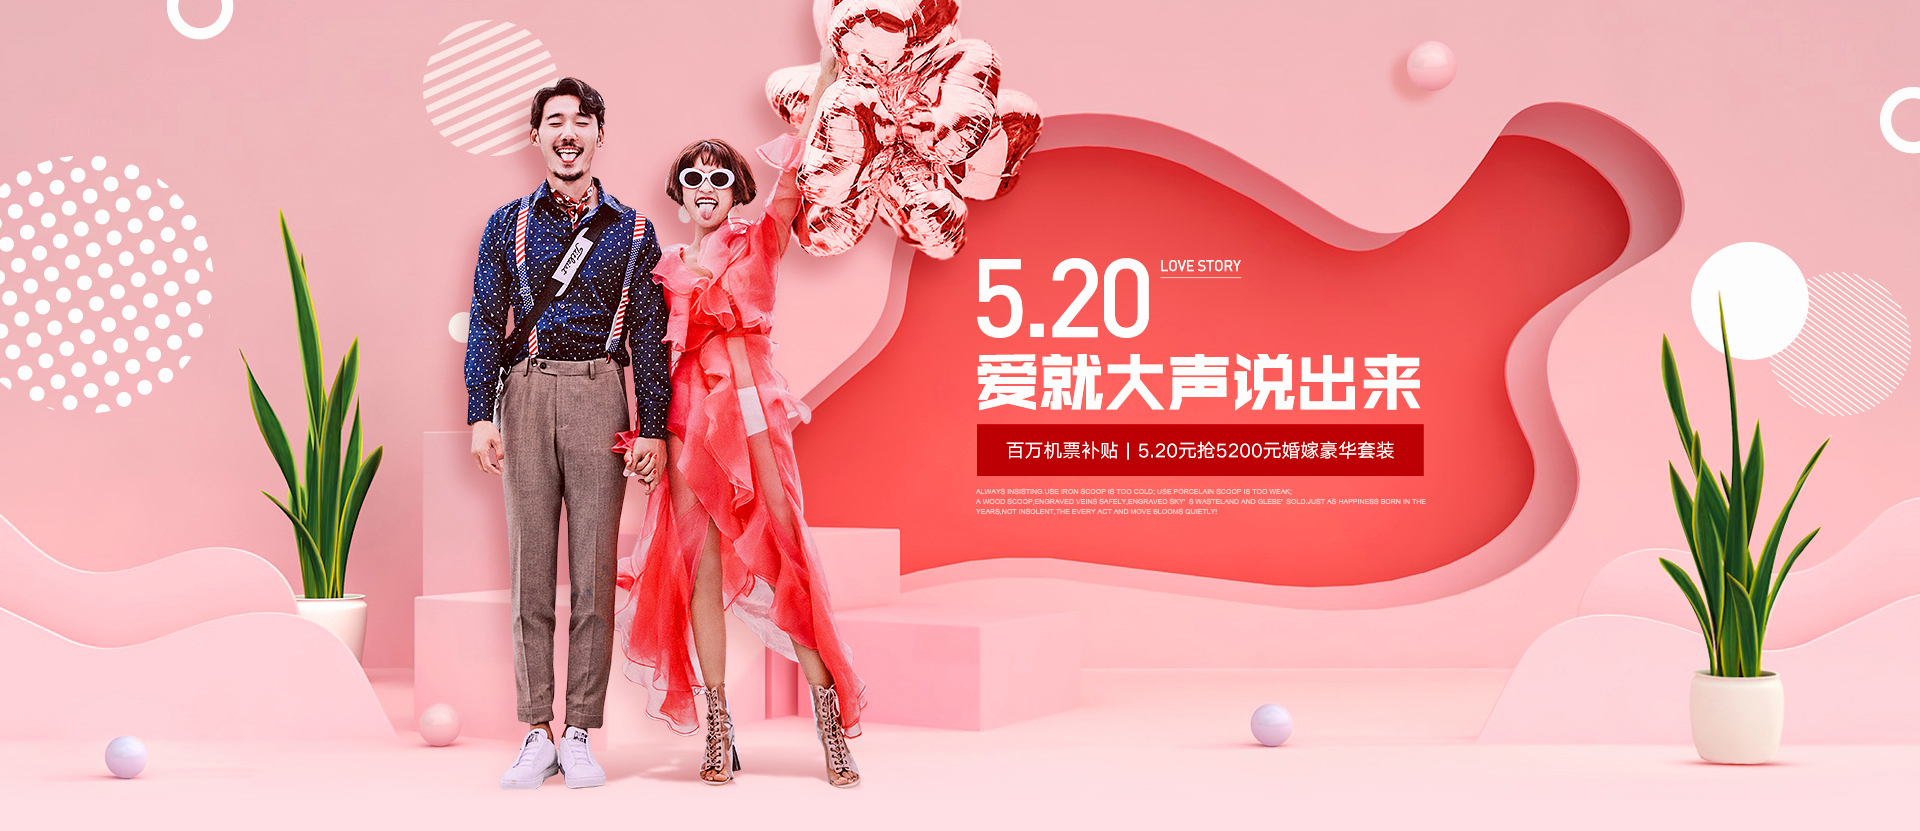 5.20
LOVE STORY
爱就大声说出来
百万机票补贴 | 5.20元抢5200元婚嫁豪华套装
ALWAYS INSISTING.USE IRON SCOOP IS TOO COLD; USE PORCELAIN SCOOP IS TOO WEAK;
A WOOD SCOOP,ENGRAVED VEINS SAFELY,ENGRAVED SKY' S WASTELAND AND GLEBE' SOLD.JUST AS HAPPINESS BORN IN THE
YEARS,NOT INSOLENT,THE EVERY ACT AND MOVE BLOOMS QUIETLY!
Titleist